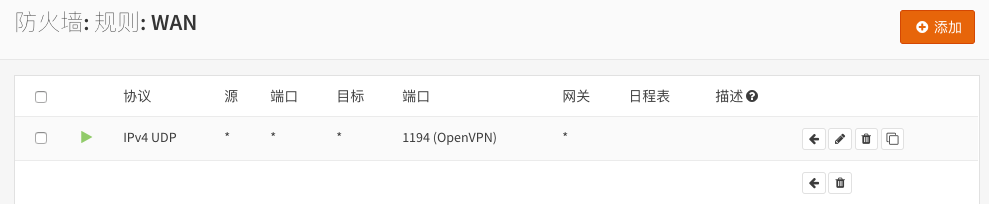 防火墙: 规则: WAN
添加
协议 源 端口 目标 端口 网关 日程表 描述
IPv4 UDP * * * 1194 (OpenVPN) *